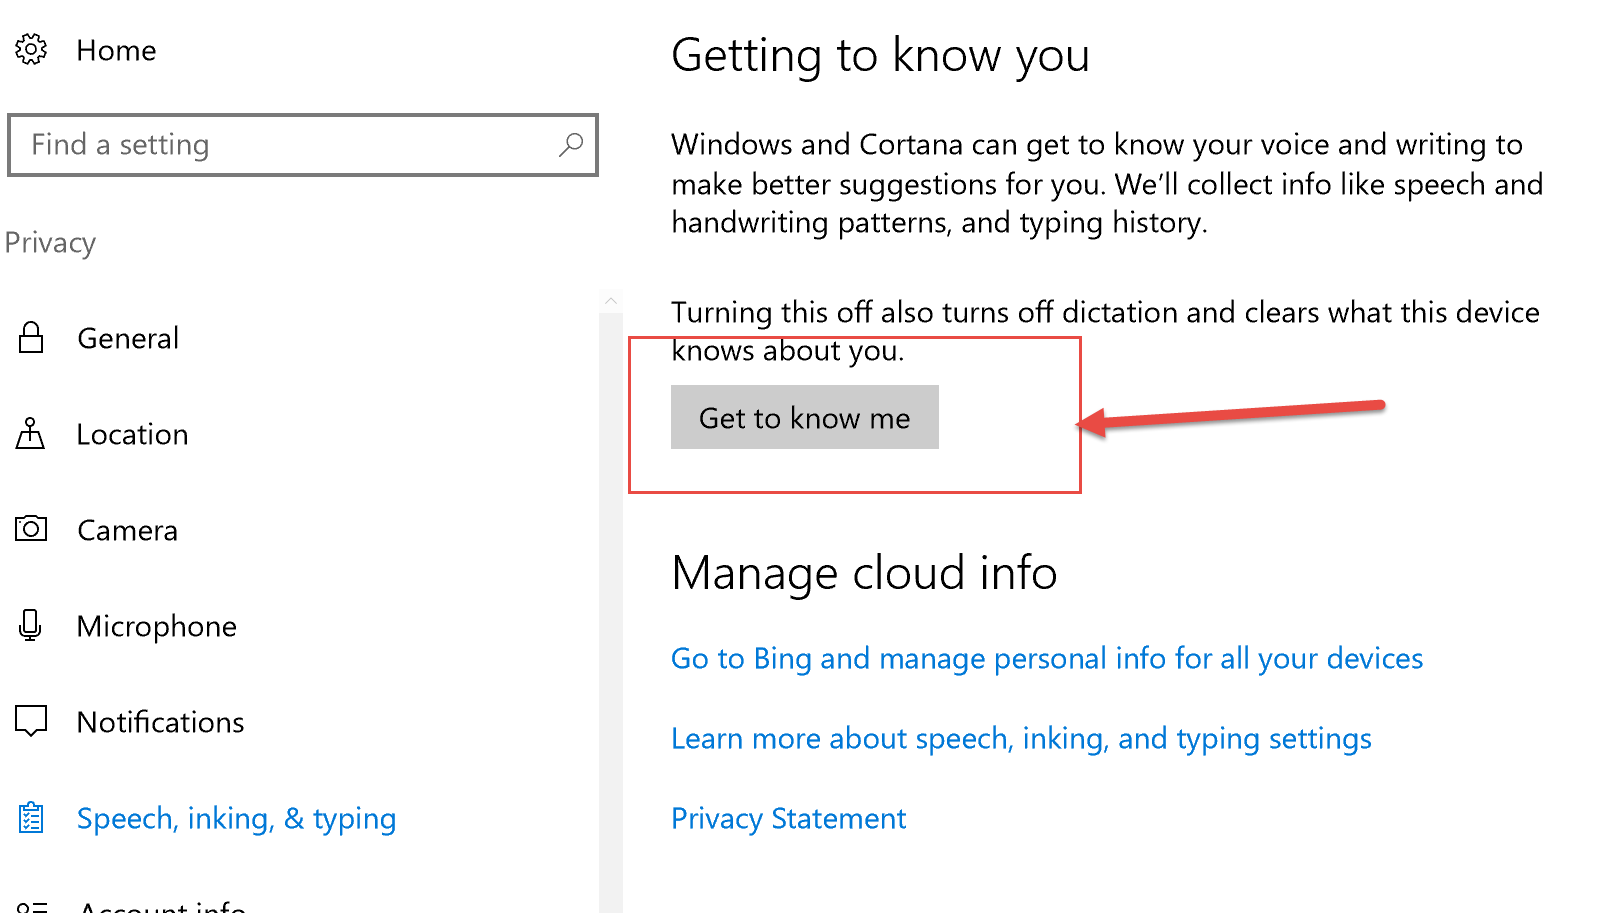 Home
Find a setting
Privacy
General
Location
Camera
Microphone
Notifications
Speech, inking, & typing
Account info
Getting to know you
Windows and Cortana can get to know your voice and writing to
make better suggestions for you. We’ll collect info like speech and
handwriting patterns, and typing history.
Turning this off also turns off dictation and clears what this device
knows about you.
Get to know me
Manage cloud info
Go to Bing and manage personal info for all your devices
Learn more about speech, inking, and typing settings
Privacy Statement